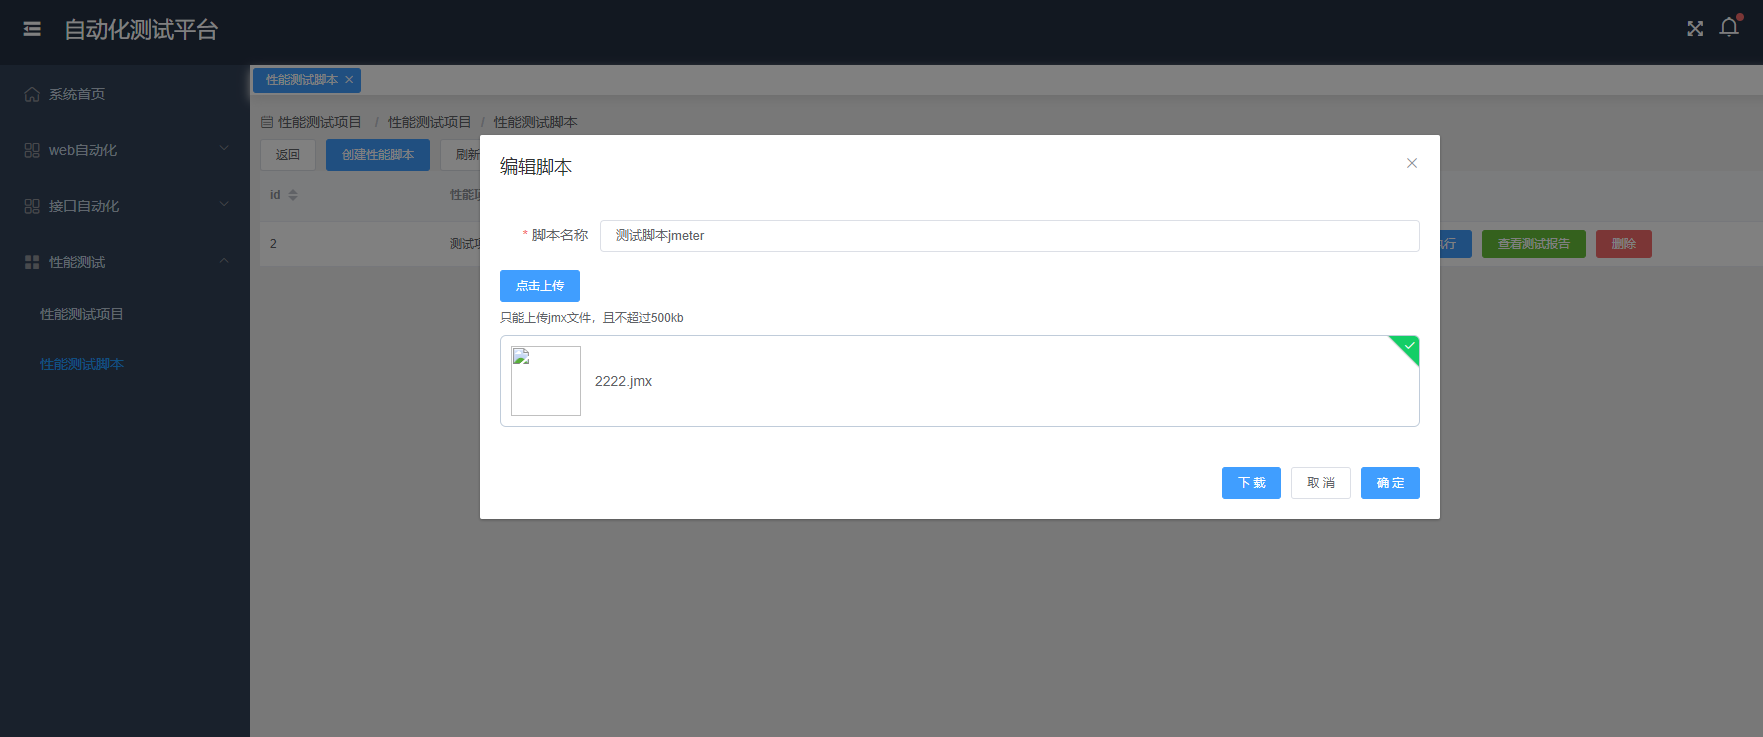 自动化测试平台
系统首页
web自动化
接口自动化
性能测试
性能测试项目
性能测试脚本
性能测试脚本
性能测试项目 / 性能测试项目 / 性能测试脚本
返回 创建性能脚本 刷新
id
2
查看测试报告 删除
编辑脚本
* 脚本名称 测试脚本jmeter
点击上传
只能上传jmx文件，且不超过500kb
2222.jmx
下 载 取 消 确 定